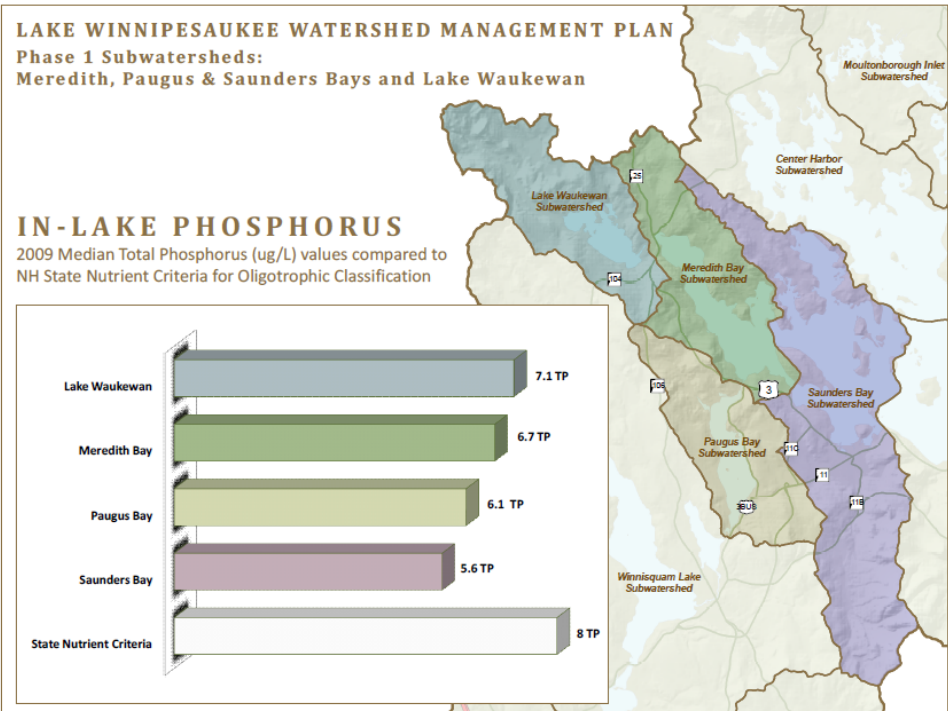 LAKE WINNIPESAUKEE WATERSHED MANAGEMENT PLAN
Phase 1 Subwatersheds:
Meredith, Paugus & Saunders Bays and Lake Waukewan
IN-LAKE PHOSPHORUS
2009 Median Total Phosphorus (ug/L) values compared to
NH State Nutrient Criteria for Oligotrophic Classification
Lake Waukewan
7.1 TP
Meredith Bay
6.7 TP
Paugus Bay
6.1 TP
Saunders Bay
5.6 TP
State Nutrient Criteria
8 TP
Moultonborough Inlet
Subwatershed
Center Harbor
Subwatershed
25
Lake Waukewan
Subwatershed
Meredith Bay
Subwatershed
104
106
3
Saunders Bay
Subwatershed
Paugus Bay
Subwatershed
11C
11
11B
3BUS
Winnisquam Lake
Subwatershed